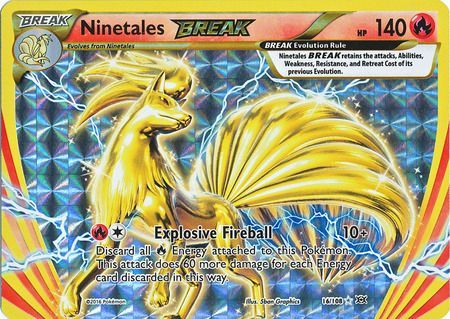 BREAK
Ninetales BREAK HP 140
Evolves from Ninetales
BREAK Evolution Rule
Ninetales BREAK retains the attacks, Abilities,
Weakness, Resistance, and Retreat Cost of its
previous Evolution.
Explosive Fireball 10+
Discard all Energy attached to this Pokémon.
This attack does 60 more damage for each Energy
card discarded in this way.
©2016 Pokémon Illus. 5ban Graphics 16/108 XY